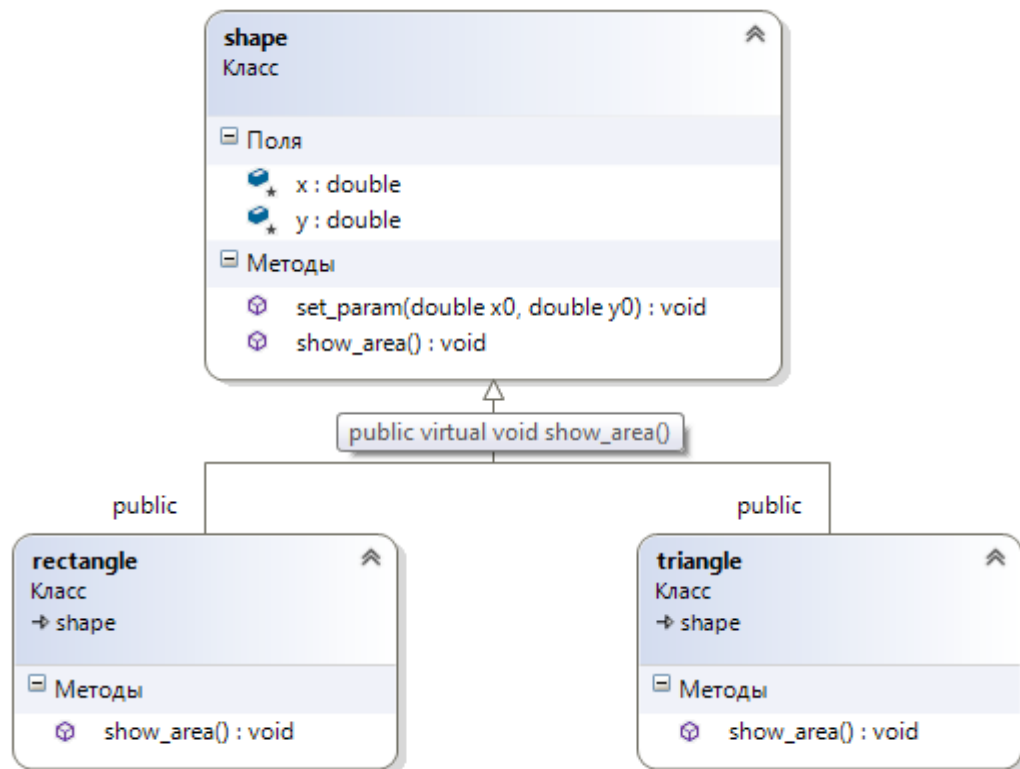 shape
Класс
Поля
x : double
y : double
Методы
set_param(double x0, double y0) : void
show_area() : void
public virtual void show_area()
public
public
rectangle
Класс
shape
Методы
show_area() : void
triangle
Класс
shape
Методы
show_area() : void